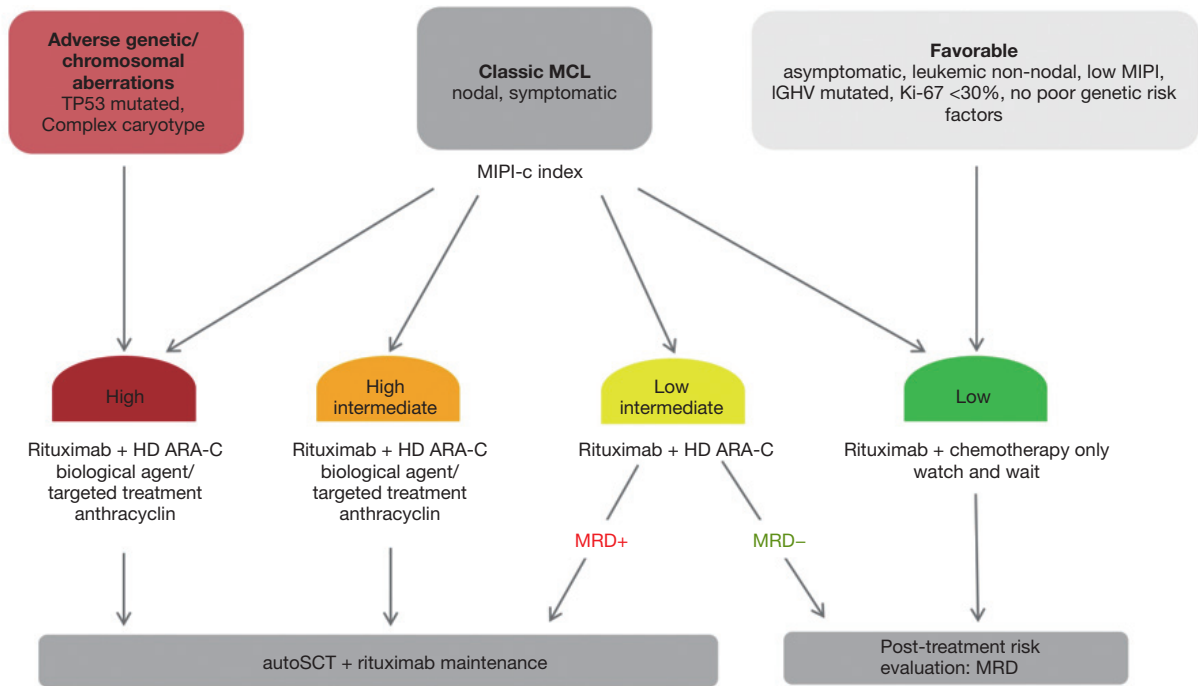 Adverse genetic/
chromosomal
aberrations
TP53 mutated,
Complex caryotype
Classic MCL
nodal, symptomatic
Favorable
asymptomatic, leukemic non-nodal, low MIPI,
IGHV mutated, Ki-67 <30%, no poor genetic risk
factors
MIPI-c index
High
High
intermediate
Low
intermediate
Low
Rituximab + HD ARA-C
biological agent/
targeted treatment
anthracyclin
Rituximab + HD ARA-C
biological agent/
targeted treatment
anthracyclin
Rituximab + HD ARA-C
Rituximab + chemotherapy only
watch and wait
MRD+
MRD−
autoSCT + rituximab maintenance
Post-treatment risk
evaluation: MRD